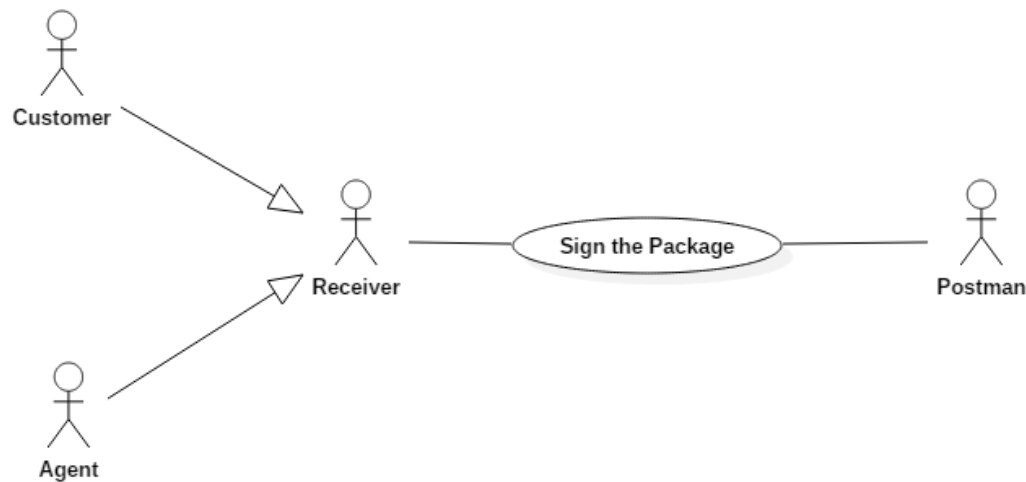 Customer
Receiver
Sign the Package
Postman
Agent